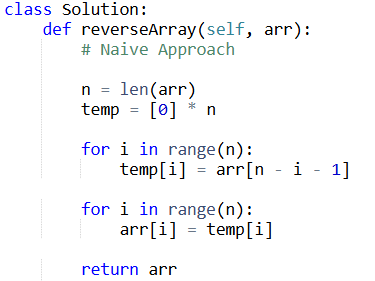 class Solution:
    def reverseArray(self, arr):
        # Naive Approach
        n = len(arr)
        temp = [0] * n
        for i in range(n):
            temp[i] = arr[n - i - 1]
        for i in range(n):
            arr[i] = temp[i]
        return arr